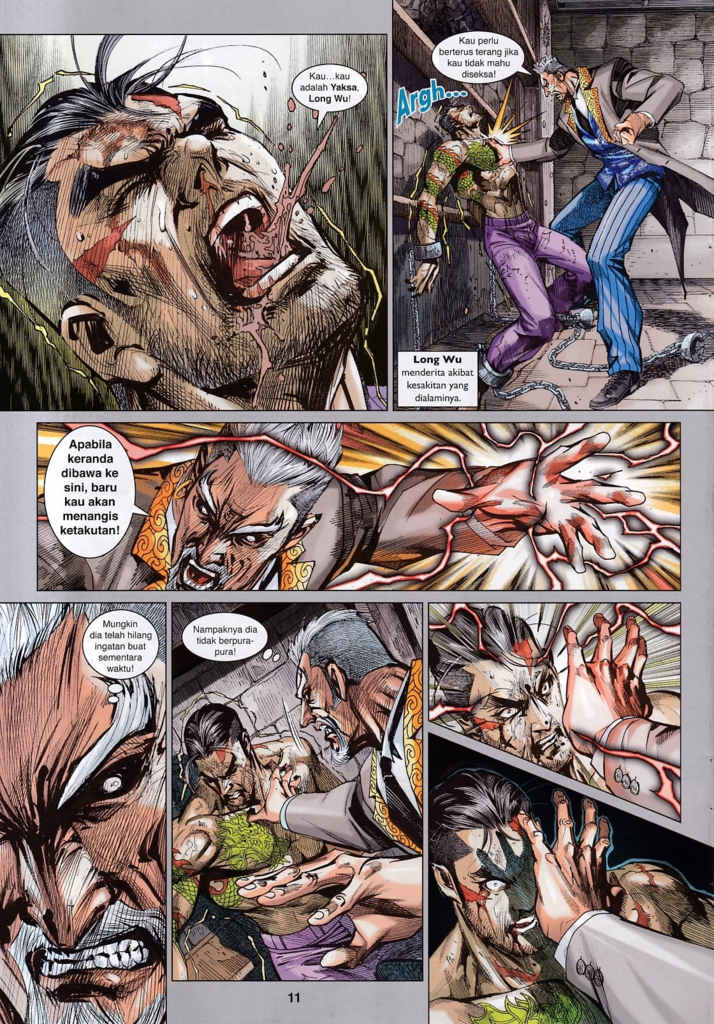 Kau…kau
adalah Yaksa,
Long Wu!
Kau perlu
berterus terang jika
kau tidak mahu
diseksa!
Argh...
Long Wu
menderita akibat
kesakitan yang
dialaminya.
Apabila
keranda
dibawa ke
sini, baru
kau akan
menangis
ketakutan!
Mungkin
dia telah hilang
ingatan buat
sementara
waktu!
Nampaknya dia
tidak berpura-
pura!
11